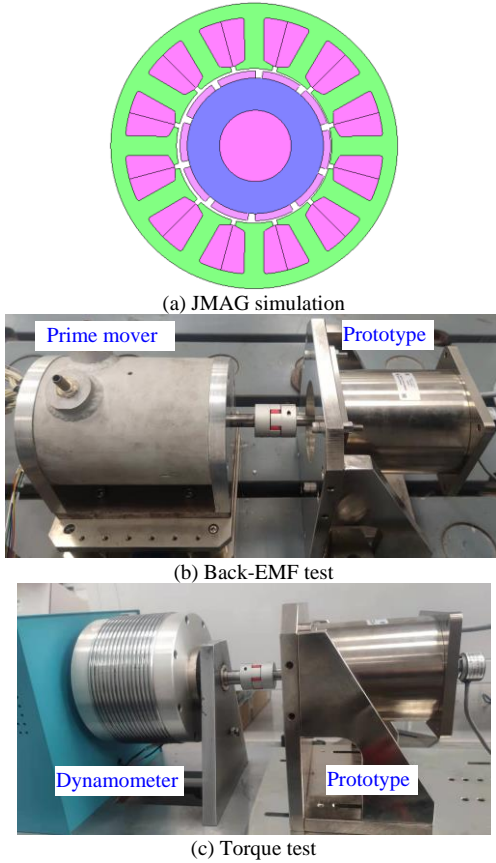 (a) JMAG simulation
Prime mover
Prototype
(b) Back-EMF test
Dynamometer
Prototype
(c) Torque test